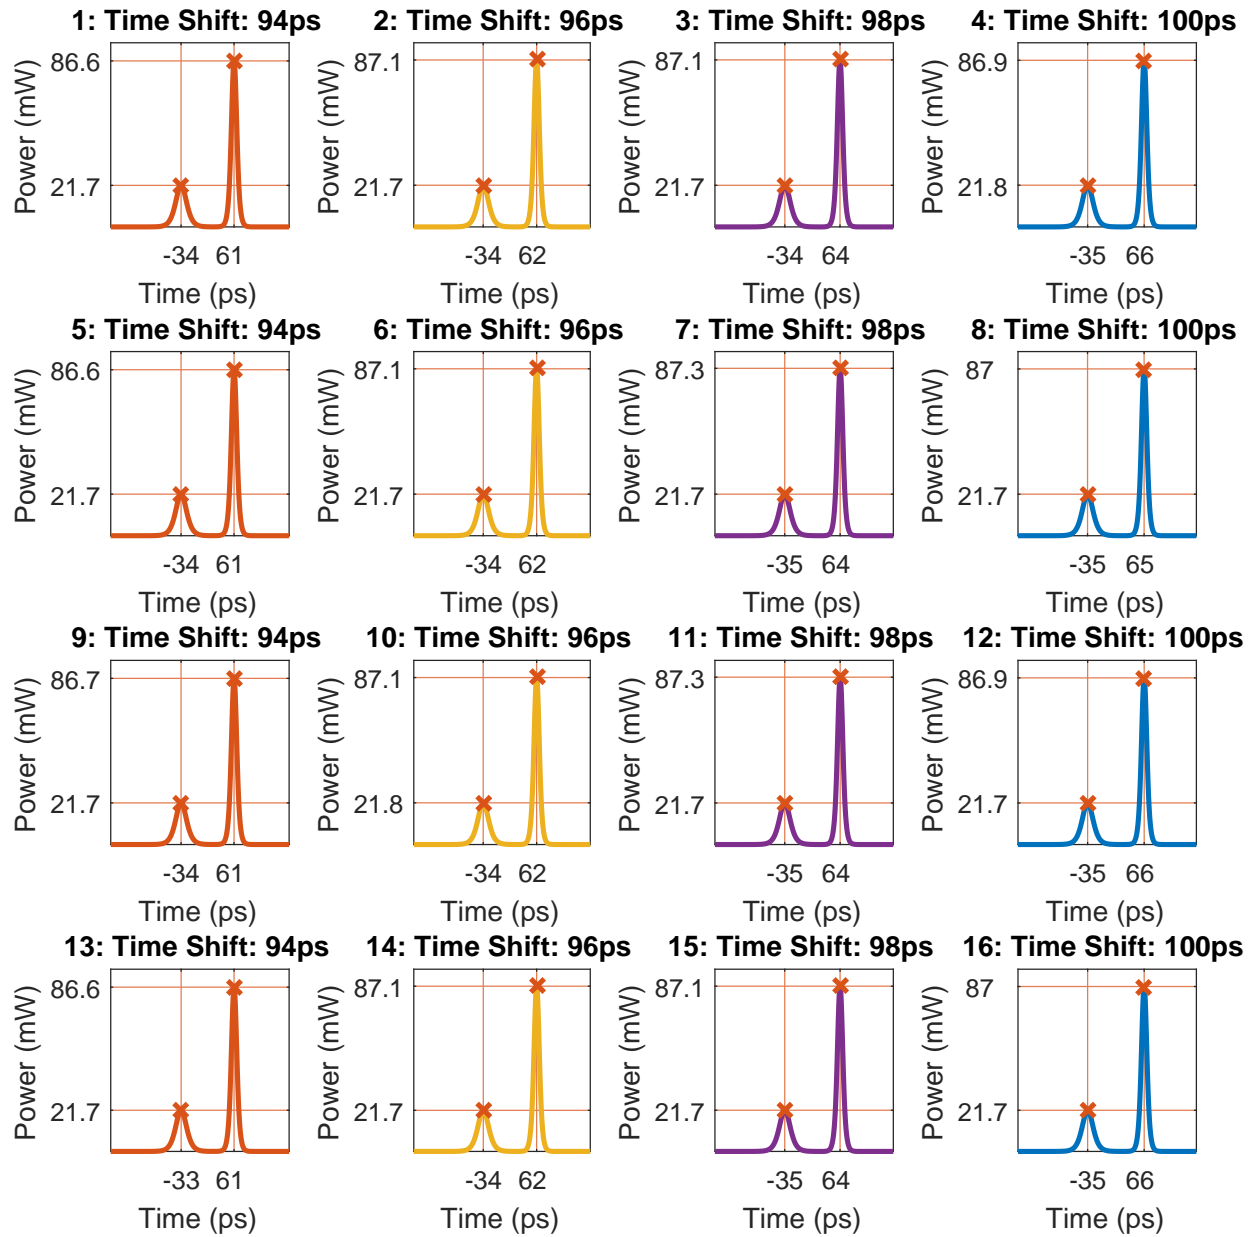 1: Time Shift: 94ps
2: Time Shift: 96ps
3: Time Shift: 98ps
4: Time Shift: 100ps
Power (mW)
86.6
21.7
-34 61
Time (ps)
Power (mW)
87.1
21.7
-34 62
Time (ps)
Power (mW)
87.1
21.7
-34 64
Time (ps)
Power (mW)
86.9
21.8
-35 66
Time (ps)
5: Time Shift: 94ps
6: Time Shift: 96ps
7: Time Shift: 98ps
8: Time Shift: 100ps
Power (mW)
86.6
21.7
-34 61
Time (ps)
Power (mW)
87.1
21.7
-34 62
Time (ps)
Power (mW)
87.3
21.7
-35 64
Time (ps)
Power (mW)
87
21.7
-35 65
Time (ps)
9: Time Shift: 94ps
10: Time Shift: 96ps
11: Time Shift: 98ps
12: Time Shift: 100ps
Power (mW)
86.7
21.7
-34 61
Time (ps)
Power (mW)
87.1
21.8
-34 62
Time (ps)
Power (mW)
87.3
21.7
-35 64
Time (ps)
Power (mW)
86.9
21.7
-35 66
Time (ps)
13: Time Shift: 94ps
14: Time Shift: 96ps
15: Time Shift: 98ps
16: Time Shift: 100ps
Power (mW)
86.6
21.7
-33 61
Time (ps)
Power (mW)
87.1
21.7
-34 62
Time (ps)
Power (mW)
87.1
21.7
-35 64
Time (ps)
Power (mW)
87
21.7
-35 66
Time (ps)